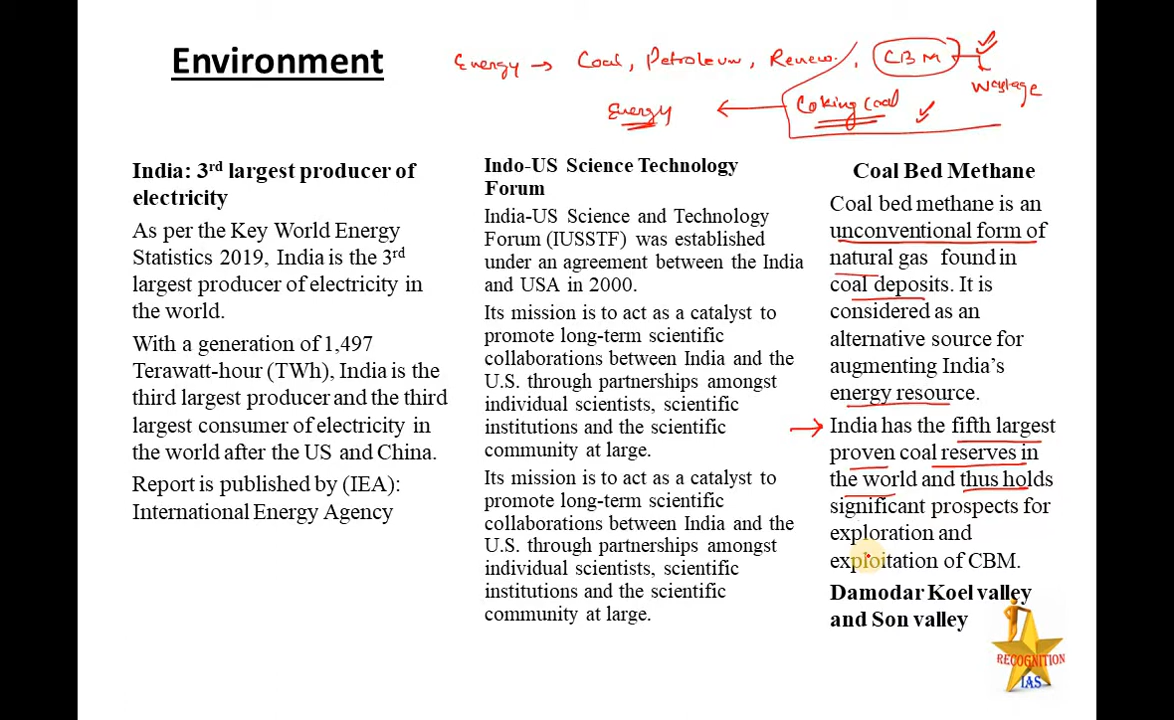 Environment
Energy → Coal, Petroleum, Renew., CBM
Wastage
Energy ← Coking Coal
India: 3rd largest producer of
electricity
As per the Key World Energy
Statistics 2019, India is the 3rd
largest producer of electricity in
the world.
With a generation of 1,497
Terawatt-hour (TWh), India is the
third largest producer and the third
largest consumer of electricity in
the world after the US and China.
Report is published by (IEA):
International Energy Agency
Indo-US Science Technology
Forum
India-US Science and Technology
Forum (IUSSTF) was established
under an agreement between the India
and USA in 2000.
Its mission is to act as a catalyst to
promote long-term scientific
collaborations between India and the
U.S. through partnerships amongst
individual scientists, scientific
institutions and the scientific
community at large.
Its mission is to act as a catalyst to
promote long-term scientific
collaborations between India and the
U.S. through partnerships amongst
individual scientists, scientific
institutions and the scientific
community at large.
Coal Bed Methane
Coal bed methane is an
unconventional form of
natural gas found in
coal deposits. It is
considered as an
alternative source for
augmenting India’s
energy resource.
India has the fifth largest
proven coal reserves in
the world and thus holds
significant prospects for
exploration and
exploitation of CBM.
Damodar Koel valley
and Son valley
RECOGNITION
IAS